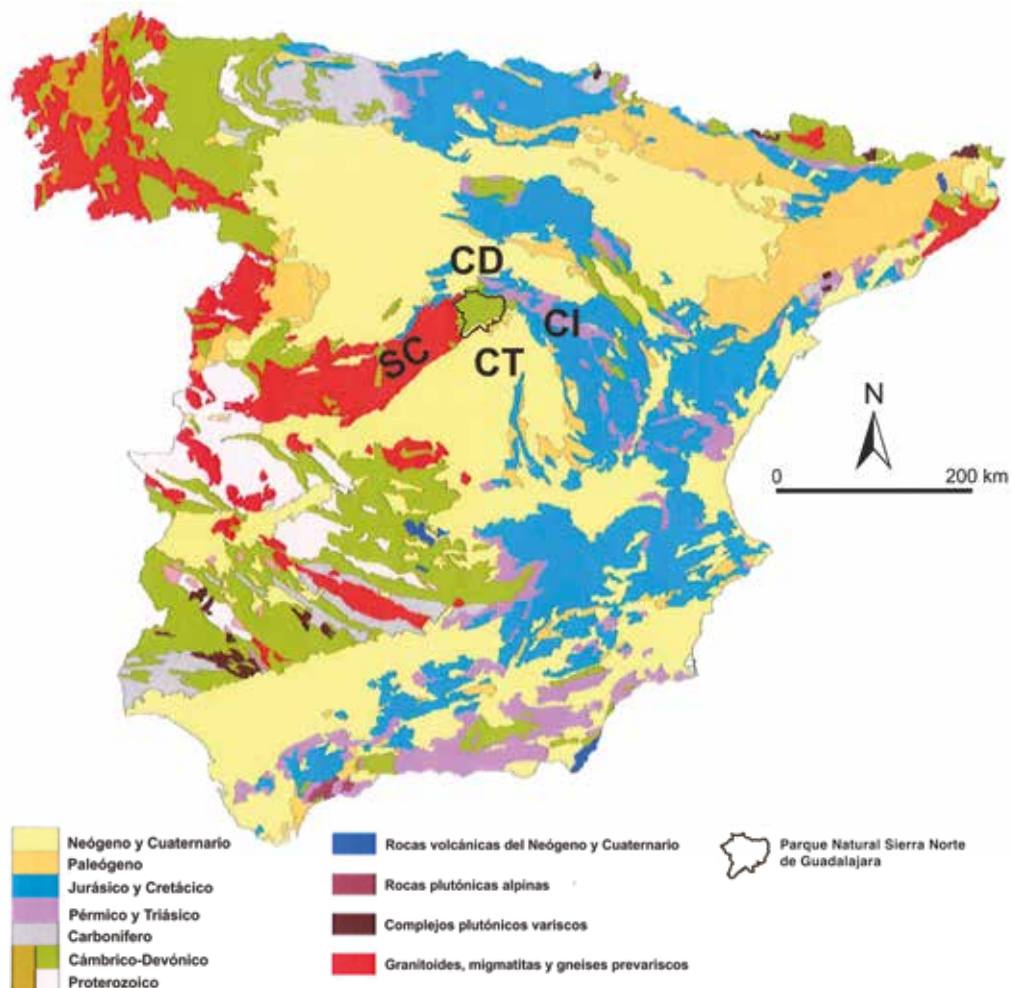 CD
CI
SC
CT
N
0 200 km
Neógeno y Cuaternario
Paleógeno
Jurásico y Cretácico
Pérmico y Triásico
Carbonífero
Cámbrico-Devónico
Proterozoico
Rocas volcánicas del Neógeno y Cuaternario
Rocas plutónicas alpinas
Complejos plutónicos variscos
Granitoides, migmatitas y gneises prevariscos
Parque Natural Sierra Norte
de Guadalajara